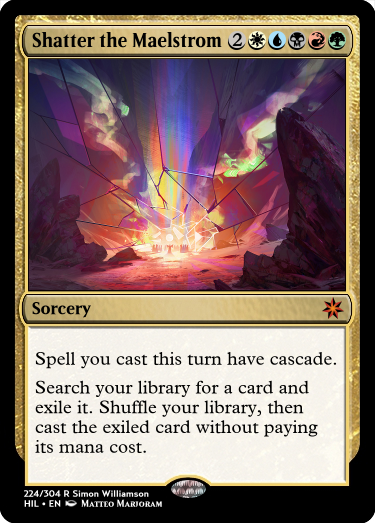 Shatter the Maelstrom 2
Sorcery
Spell you cast this turn have cascade.
Search your library for a card and
exile it. Shuffle your library, then
cast the exiled card without paying
its mana cost.
224/304 R Simon Williamson
HIL • EN Matteo Marjoram